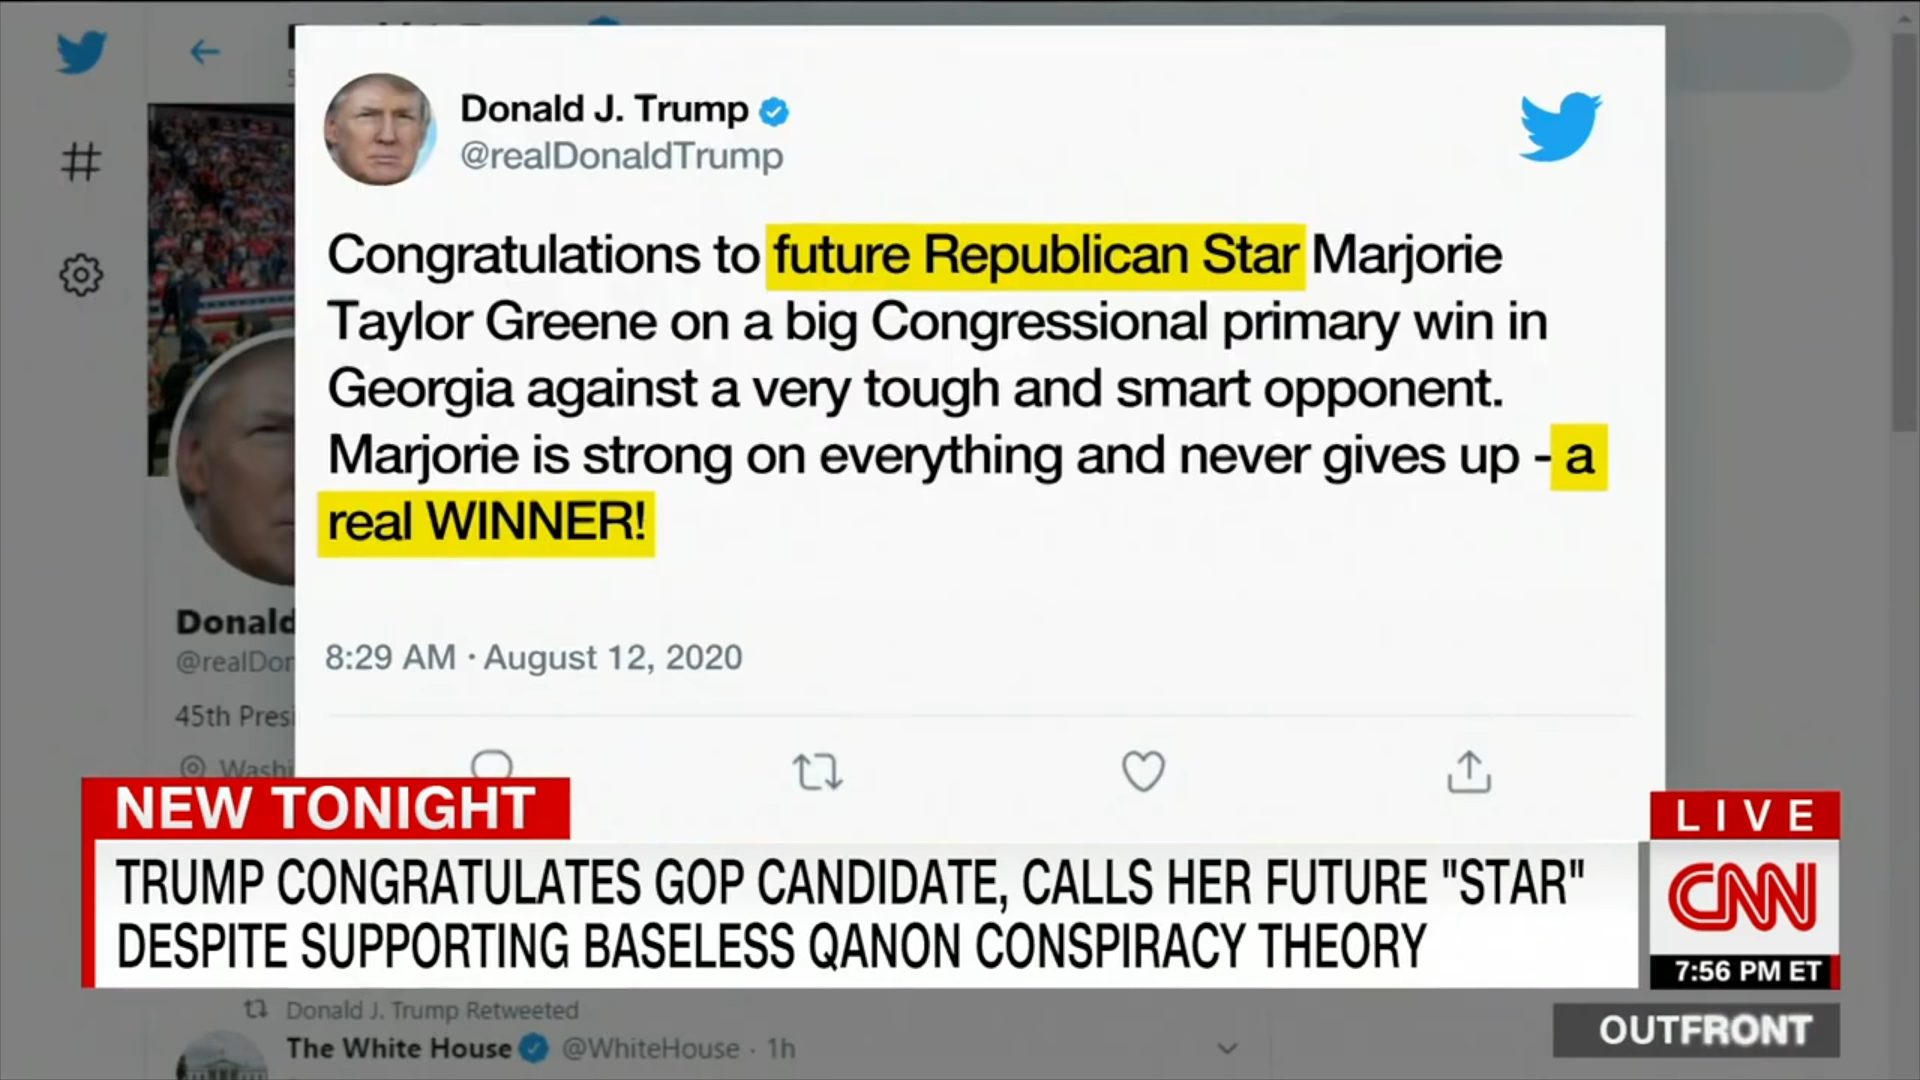 Donald J. Trump
@realDonaldTrump
Congratulations to future Republican Star Marjorie
Taylor Greene on a big Congressional primary win in
Georgia against a very tough and smart opponent.
Marjorie is strong on everything and never gives up - a
real WINNER!
8:29 AM · August 12, 2020
Donald
@realDon
45th Presi
Washi
NEW TONIGHT
TRUMP CONGRATULATES GOP CANDIDATE, CALLS HER FUTURE "STAR"
DESPITE SUPPORTING BASELESS QANON CONSPIRACY THEORY
LIVE
CNN
7:56 PM ET
OUTFRONT
Donald J. Trump Retweeted
The White House @WhiteHouse · 1h